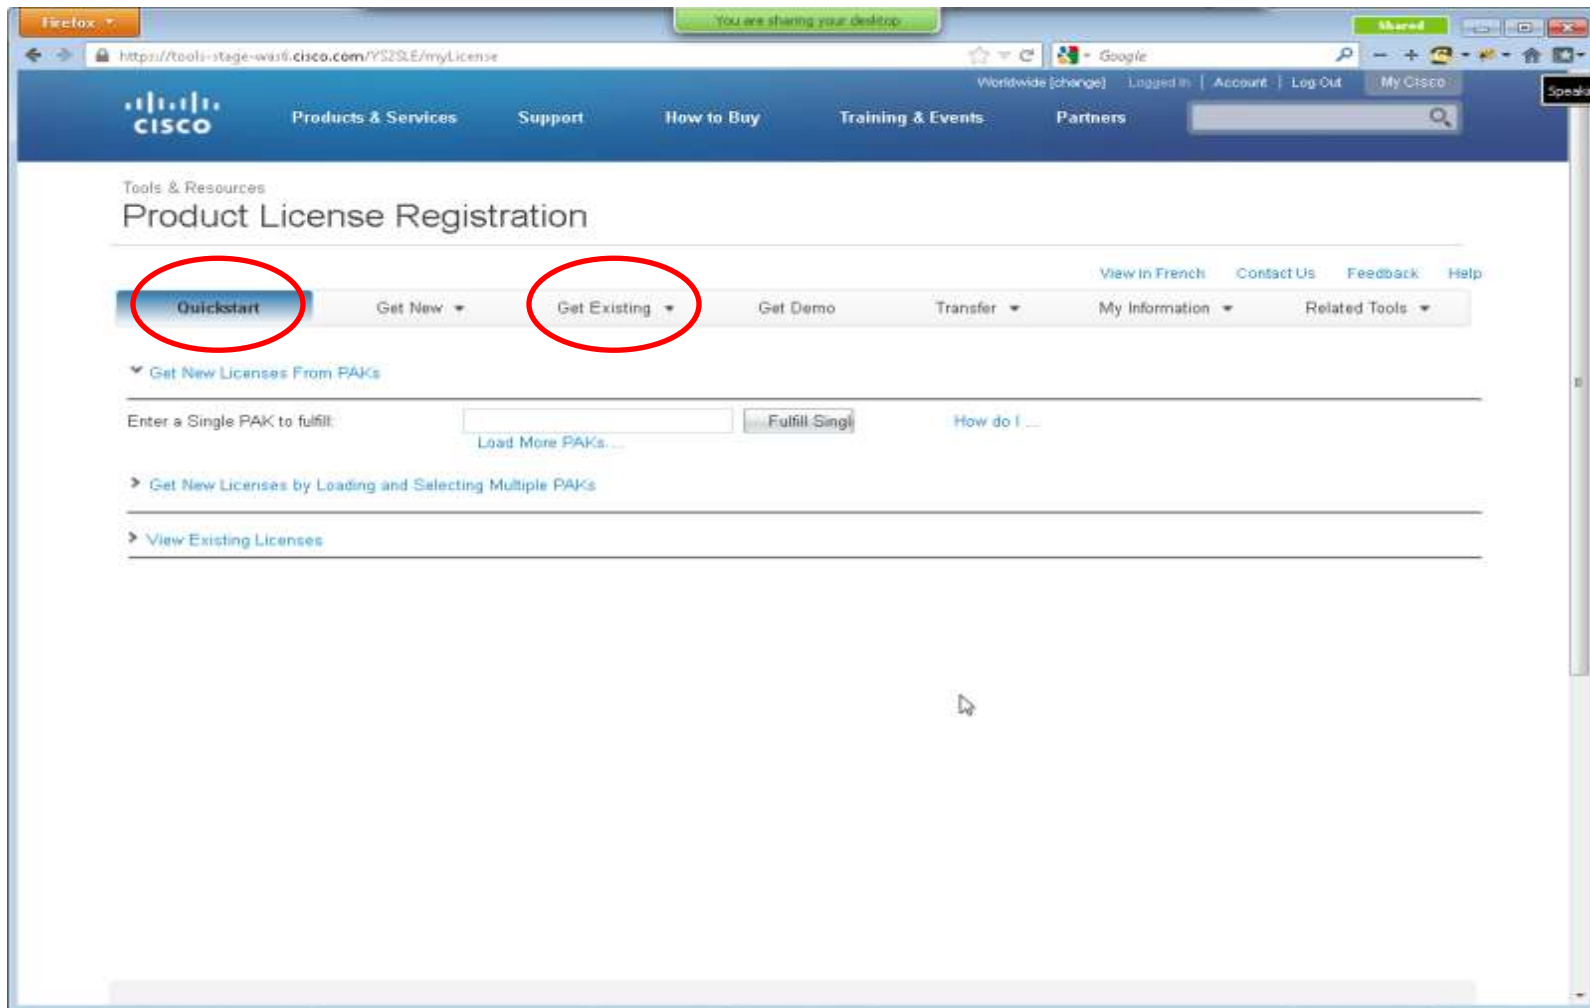 Firefox
You are sharing your desktop
Shared
https://tools-stage-was6.cisco.com/YS2SLE/myLicense
Google
Worldwide [change] Logged In | Account | Log Out My Cisco
Speake
CISCO
Products & Services Support How to Buy Training & Events Partners
Tools & Resources
Product License Registration
View in French Contact Us Feedback Help
Quickstart Get New Get Existing Get Demo Transfer My Information Related Tools
Get New Licenses From PAKs
Enter a Single PAK to fulfill: Fulfill Singl How do I ...
Load More PAKs ...
Get New Licenses by Loading and Selecting Multiple PAKs
View Existing Licenses